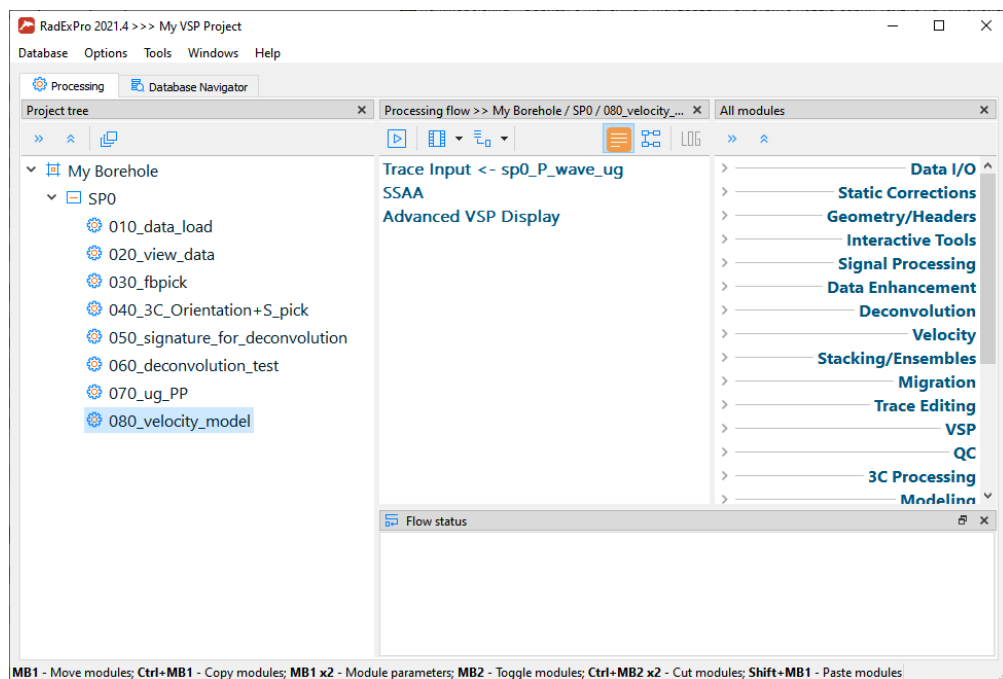 RadExPro 2021.4 >>> My VSP Project
Database Options Tools Windows Help
Processing Database Navigator
Project tree
My Borehole
SP0
010_data_load
020_view_data
030_fbpick
040_3C_Orientation+S_pick
050_signature_for_deconvolution
060_deconvolution_test
070_ug_PP
080_velocity_model
Processing flow >> My Borehole / SP0 / 080_velocity_...
LOG
Trace Input <- sp0_P_wave_ug
SSAA
Advanced VSP Display
All modules
Data I/O
Static Corrections
Geometry/Headers
Interactive Tools
Signal Processing
Data Enhancement
Deconvolution
Velocity
Stacking/Ensembles
Migration
Trace Editing
VSP
QC
3C Processing
Modeling
Flow status
MB1 - Move modules; Ctrl+MB1 - Copy modules; MB1 x2 - Module parameters; MB2 - Toggle modules; Ctrl+MB2 x2 - Cut modules; Shift+MB1 - Paste modules